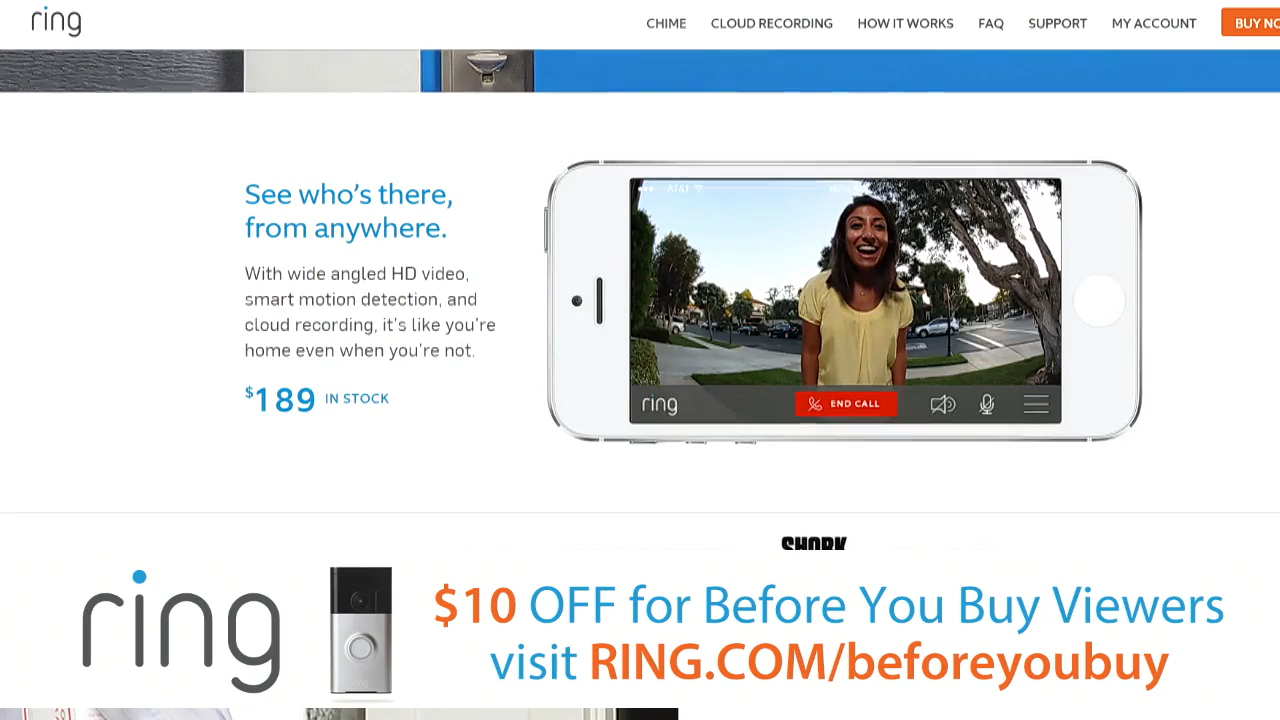 ring
CHIME CLOUD RECORDING HOW IT WORKS FAQ SUPPORT MY ACCOUNT
See who's there,
from anywhere.
With wide angled HD video,
smart motion detection, and
cloud recording, it's like you're
home even when you're not.
$189 IN STOCK
AT&T
ring END CALL
ring
$10 OFF for Before You Buy Viewers
visit RING.COM/beforeyoubuy